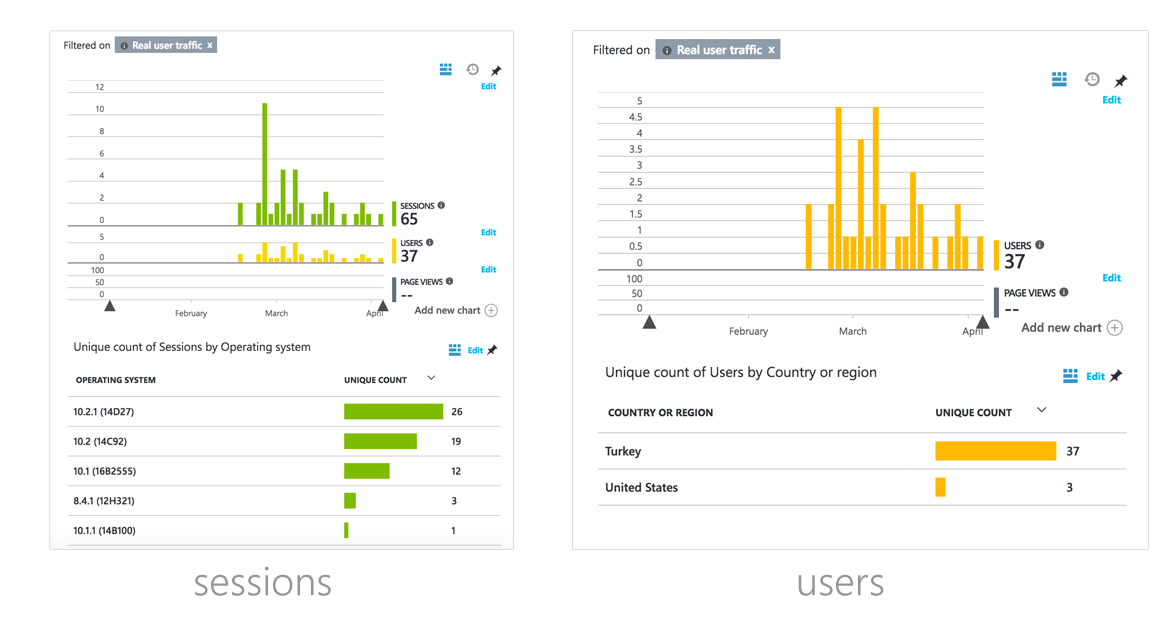 Filtered on Real user traffic x
Edit
12
10
8
6
4
2
0
SESSIONS
65
Edit
5
0
USERS
37
Edit
100
50
0
PAGE VIEWS
--
February March April
Add new chart
Unique count of Sessions by Operating system
Edit
OPERATING SYSTEM UNIQUE COUNT
10.2.1 (14D27) 26
10.2 (14C92) 19
10.1 (16B2555) 12
8.4.1 (12H321) 3
10.1.1 (14B100) 1
sessions
Filtered on Real user traffic x
Edit
5
4.5
4
3.5
3
2.5
2
1.5
1
0.5
0
USERS
37
Edit
100
50
0
PAGE VIEWS
--
February March April
Add new chart
Unique count of Users by Country or region
Edit
COUNTRY OR REGION UNIQUE COUNT
Turkey 37
United States 3
users